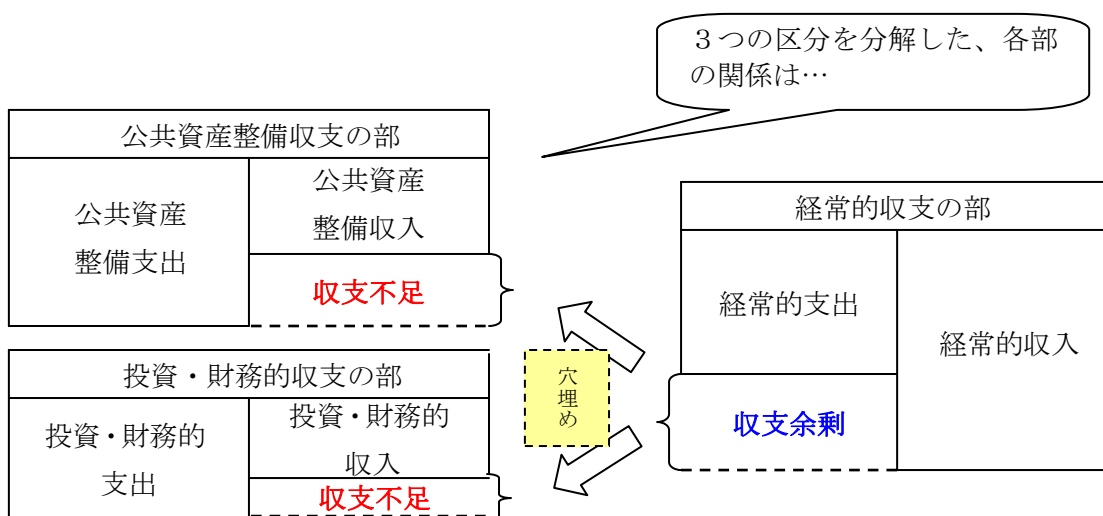 ３つの区分を分解した、各部
の関係は…
公共資産整備収支の部
公共資産
整備支出
公共資産
整備収入
収支不足
投資・財務的収支の部
投資・財務的
支出
投資・財務的
収入
収支不足
穴埋め
経常的収支の部
経常的支出
収支余剰
経常的収入